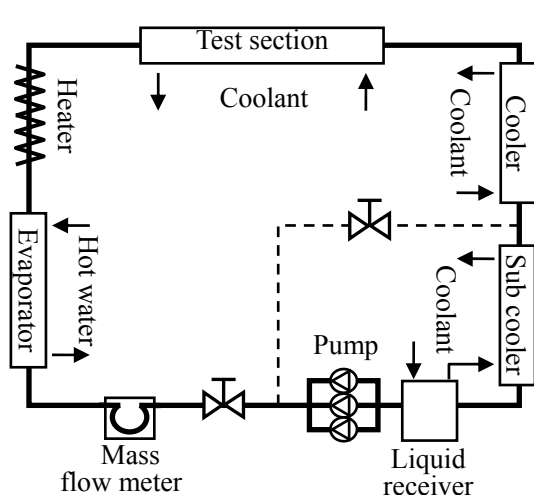 Test section
Coolant
Heater
Cooler
Coolant
Evaporator
Hot water
Sub cooler
Coolant
Pump
Mass
flow meter
Liquid
receiver